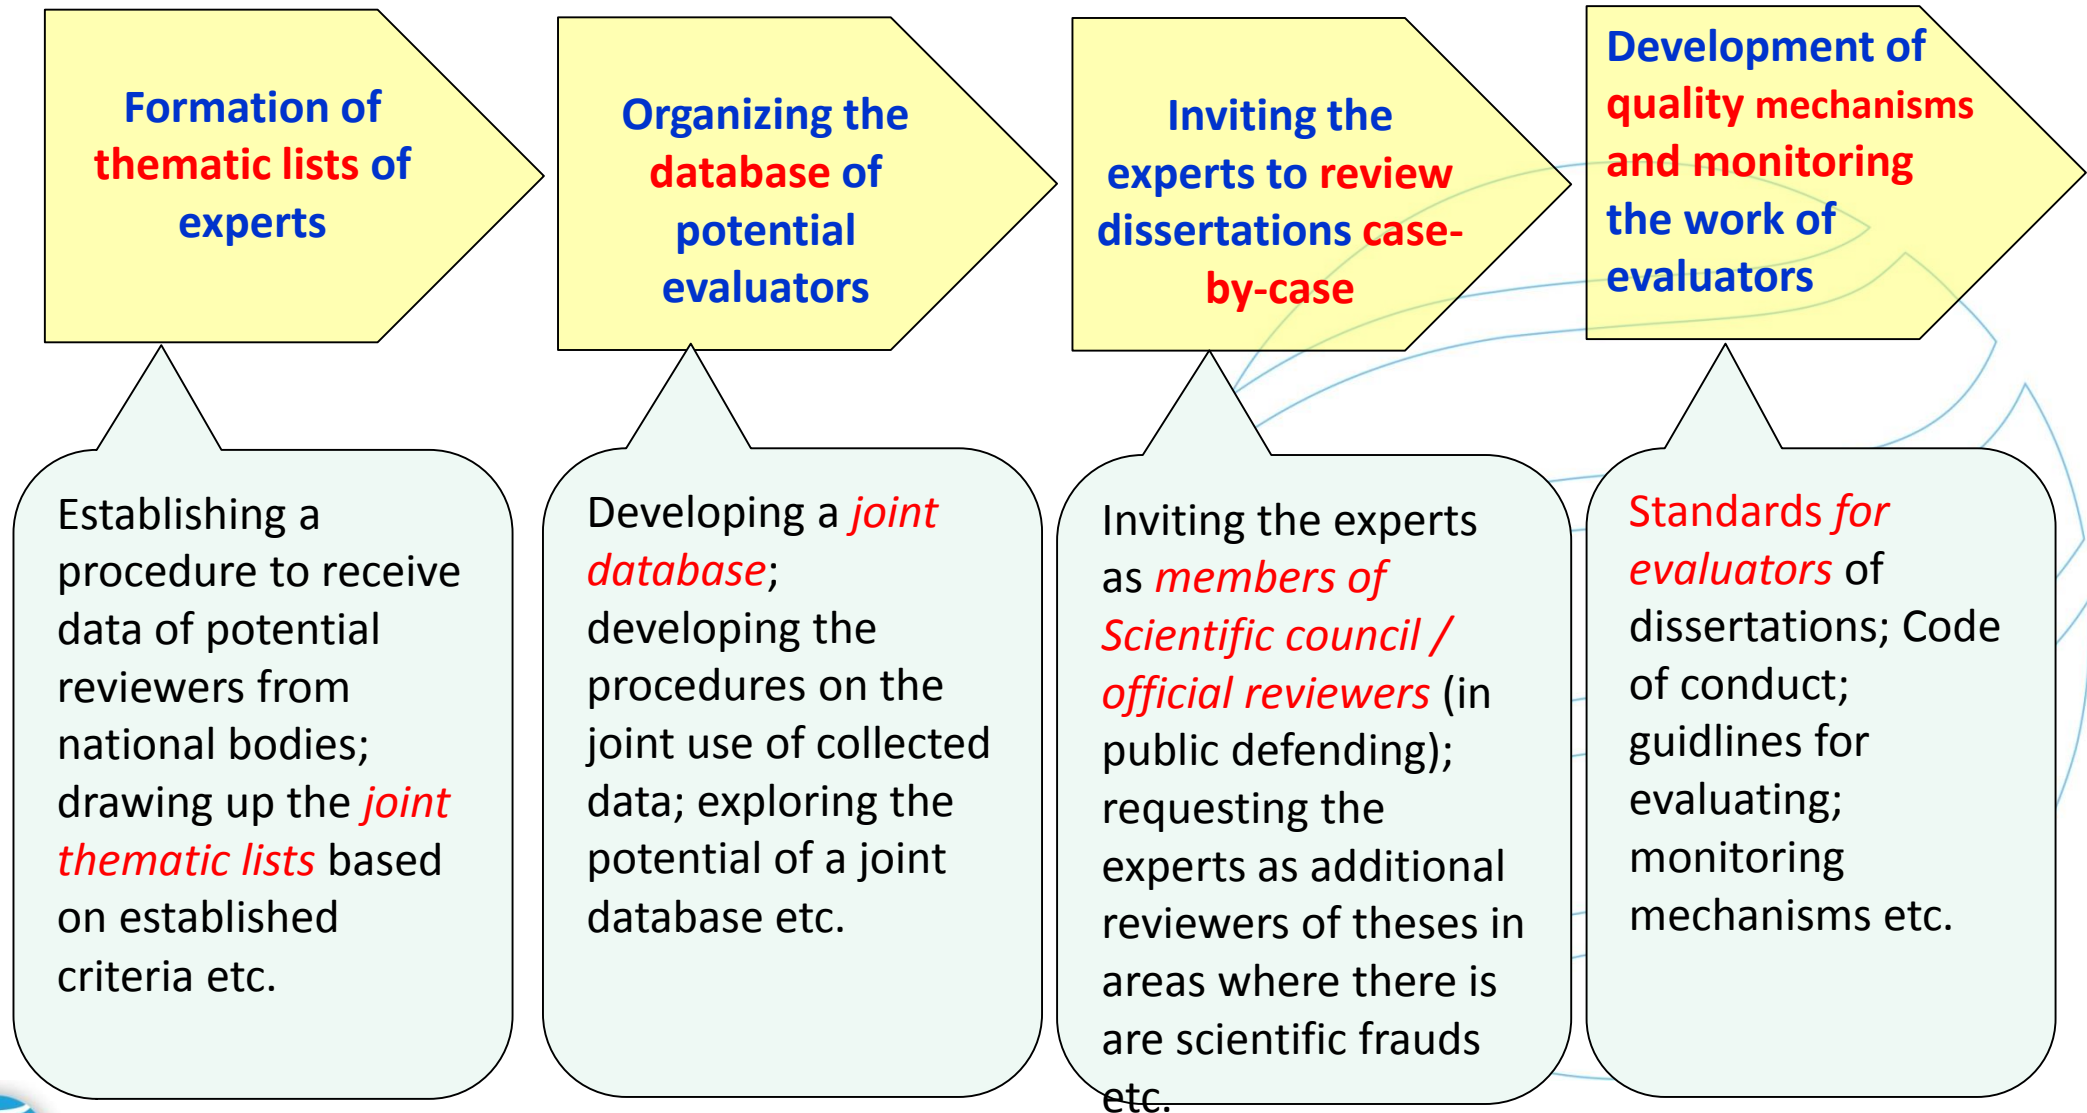 Formation of
thematic lists of
experts
Organizing the
database of
potential
evaluators
Inviting the
experts to review
dissertations case-
by-case
Development of
quality mechanisms
and monitoring
the work of
evaluators
Establishing a
procedure to receive
data of potential
reviewers from
national bodies;
drawing up the joint
thematic lists based
on established
criteria etc.
Developing a joint
database;
developing the
procedures on the
joint use of collected
data; exploring the
potential of a joint
database etc.
Inviting the experts
as members of
Scientific council /
official reviewers (in
public defending);
requesting the
experts as additional
reviewers of theses in
areas where there is
are scientific frauds
etc.
Standards for
evaluators of
dissertations; Code
of conduct;
guidlines for
evaluating;
monitoring
mechanisms etc.